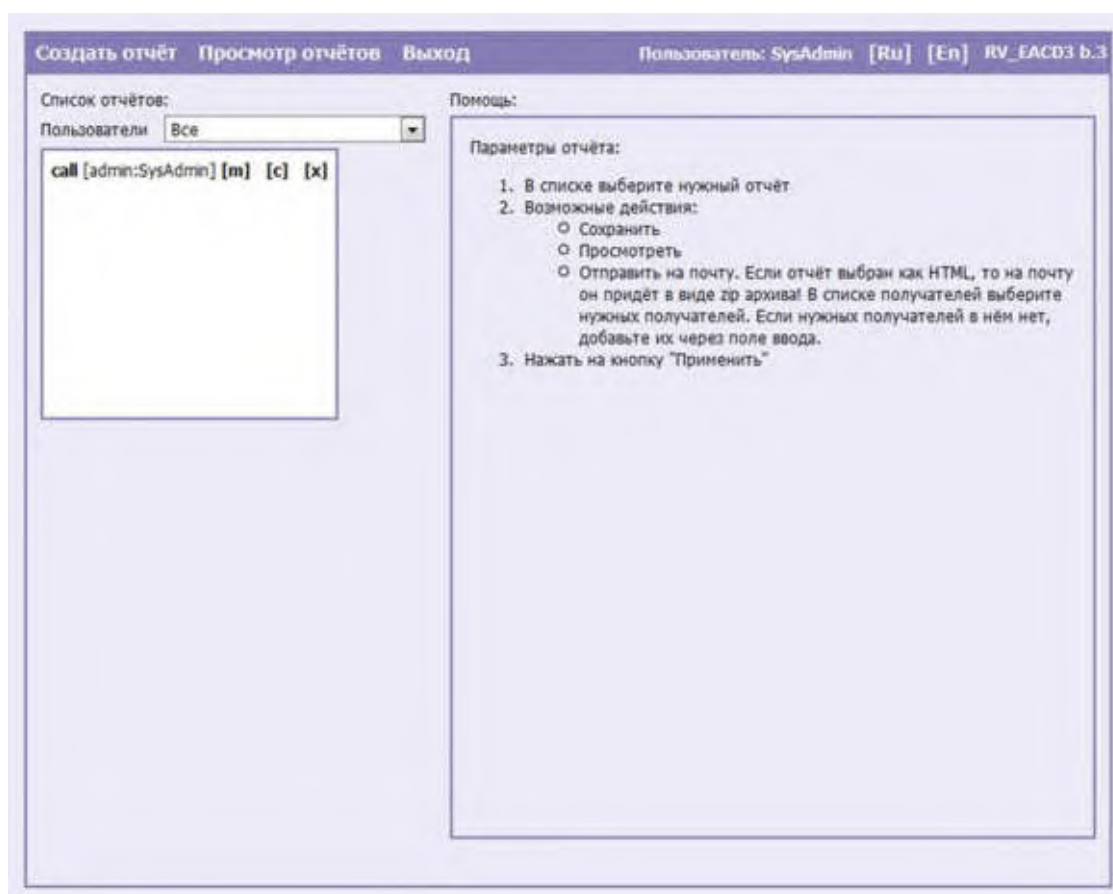 Создать отчёт Просмотр отчётов Выход Пользователь: SysAdmin [Ru] [En] RV_EACD3 b.3
Список отчётов:
Пользователи Все
call [admin:SysAdmin] [m] [c] [x]
Помощь:
Параметры отчёта:
1. В списке выберите нужный отчёт
2. Возможные действия:
Сохранить
Просмотреть
Отправить на почту. Если отчёт выбран как HTML, то на почту
он придёт в виде zip архива! В списке получателей выберите
нужных получателей. Если нужных получателей в нём нет,
добавьте их через поле ввода.
3. Нажать на кнопку "Применить"